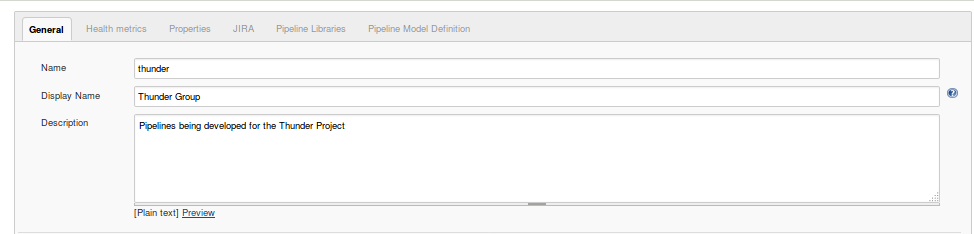 General Health metrics Properties JIRA Pipeline Libraries Pipeline Model Definition
Name thunder
Display Name Thunder Group
Description Pipelines being developed for the Thunder Project
[Plain text] Preview